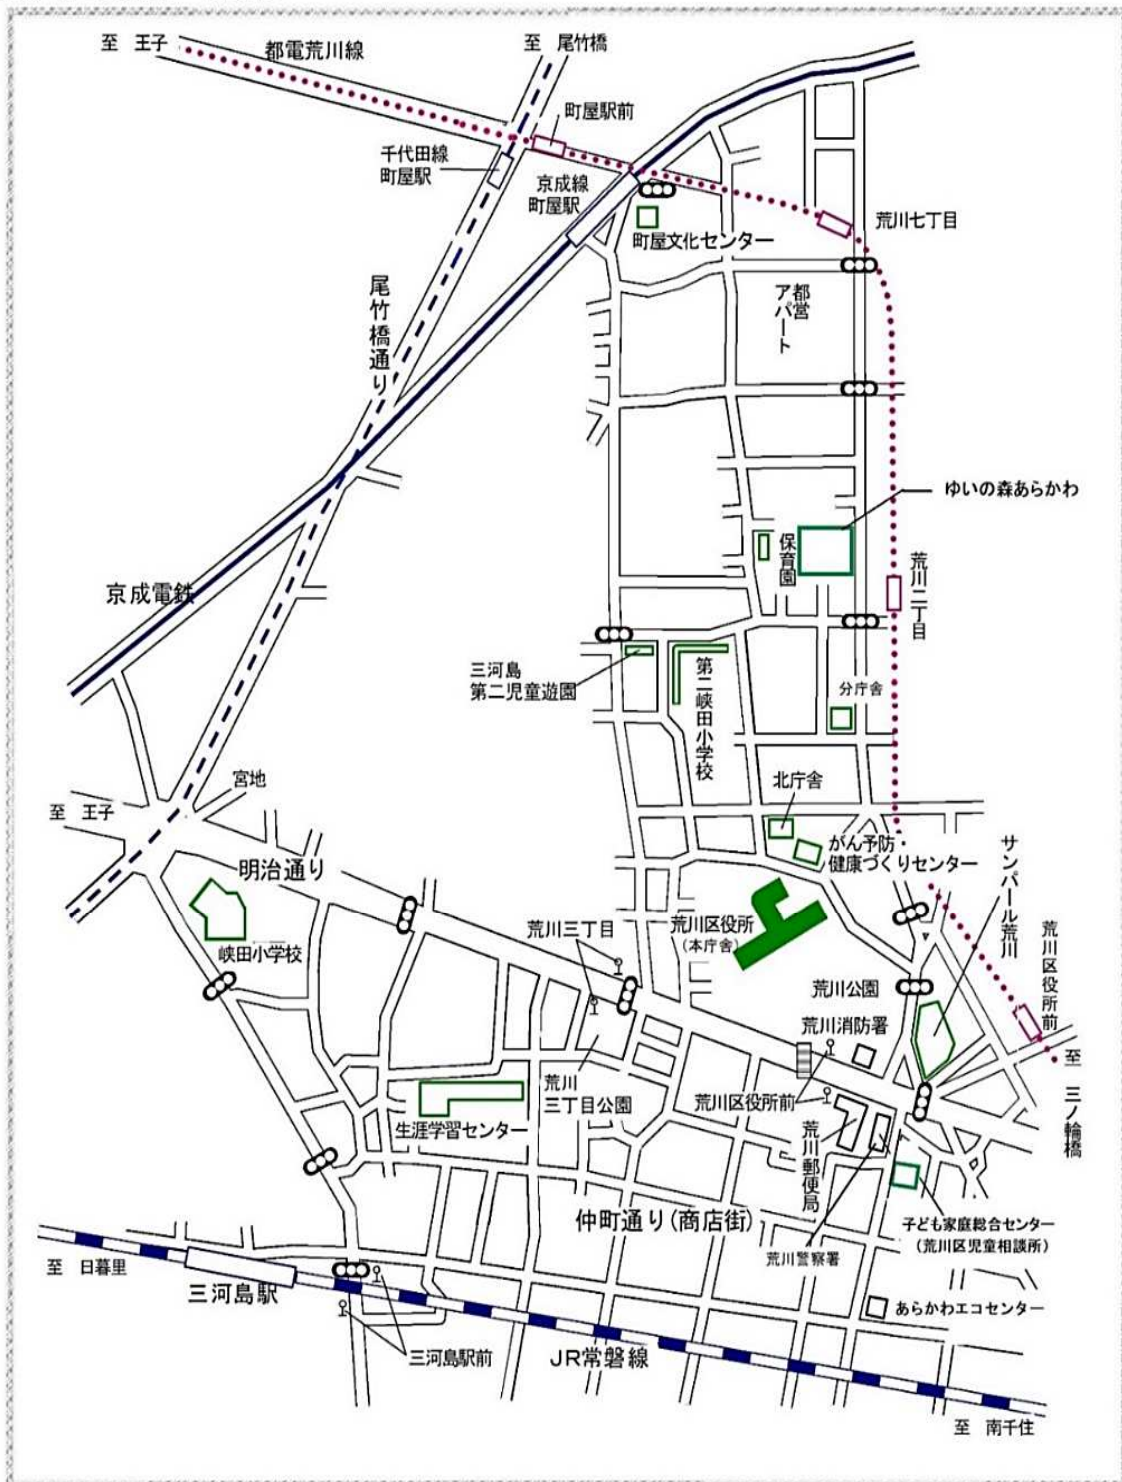 至 王子
都電荒川線
至 尾竹橋
町屋駅前
千代田線
町屋駅
京成線
町屋駅
町屋文化センター
荒川七丁目
尾竹橋通り
都営
アパート
ゆいの森あらかわ
保育園
荒川二丁目
京成電鉄
三河島
第二児童遊園
第二峡田小学校
分庁舎
宮地
至 王子
北庁舎
がん予防・
健康づくりセンター
サンパール荒川
明治通り
荒川三丁目
荒川区役所
(本庁舎)
荒川区役所前
峡田小学校
荒川公園
荒川消防署
至 三ノ輪橋
荒川
三丁目公園
荒川区役所前
生涯学習センター
荒川郵便局
仲町通り(商店街)
子ども家庭総合センター
(荒川区児童相談所)
荒川警察署
至 日暮里
三河島駅
あらかわエコセンター
三河島駅前
JR常磐線
至 南千住